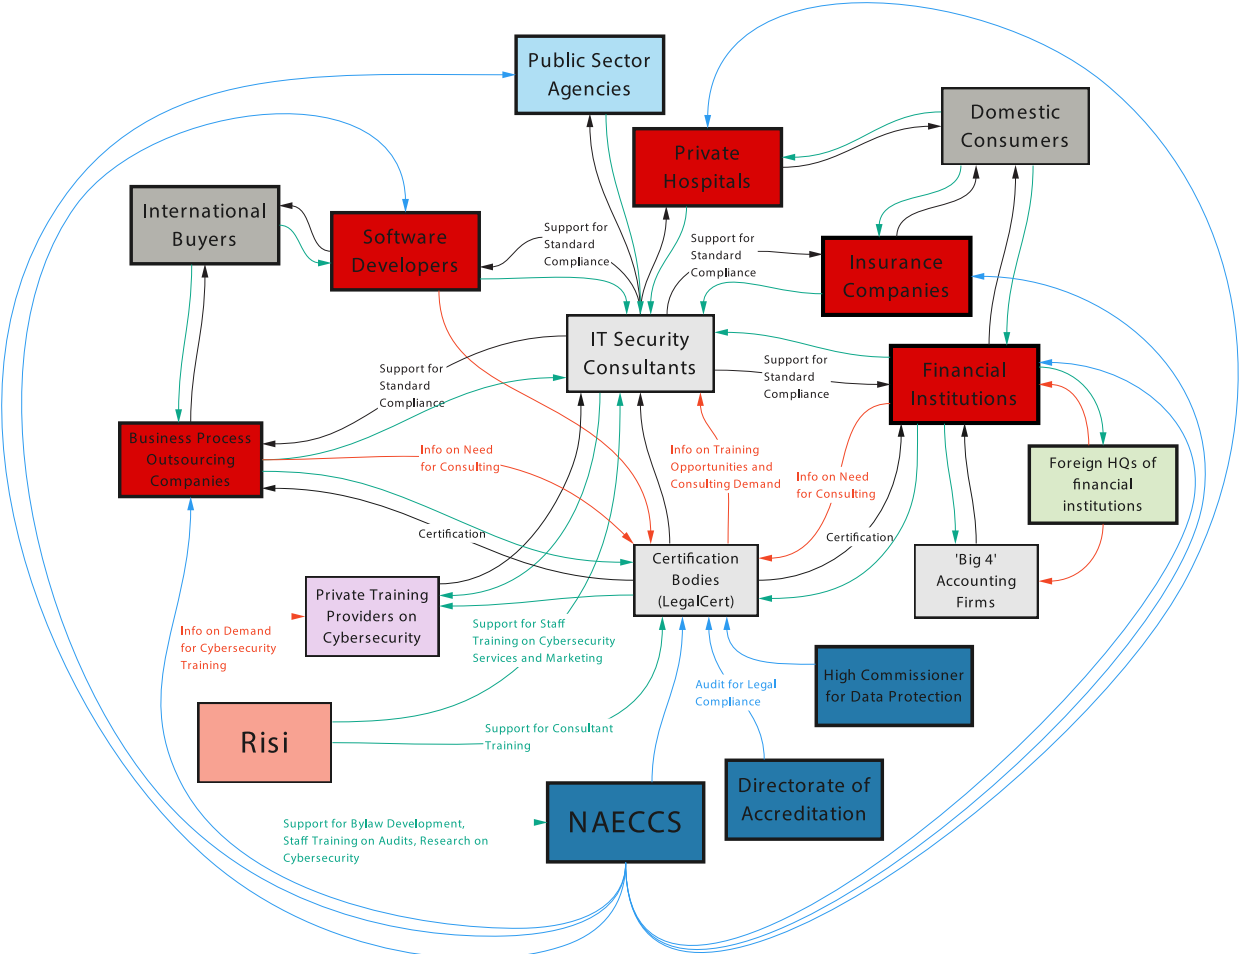 Public Sector
Agencies
Domestic
Consumers
Private
Hospitals
International
Buyers
Software
Developers
Support for
Standard
Compliance
Support for
Standard
Compliance
Insurance
Companies
IT Security
Consultants
Support for
Standard
Compliance
Support for
Standard
Compliance
Financial
Institutions
Business Process
Outsourcing
Companies
Info on Need
for Consulting
Info on Training
Opportunities and
Consulting Demand
Info on Need
for Consulting
Foreign HQs of
financial
institutions
Certification
Certification
Certification
Bodies
(LegalCert)
'Big 4'
Accounting
Firms
Private Training
Providers on
Cybersecurity
Info on Demand
for Cybersecurity
Training
Support for Staff
Training on Cybersecurity
Services and Marketing
Audit for Legal
Compliance
High Commissioner
for Data Protection
Risi
Support for Consultant
Training
Directorate of
Accreditation
NAECCS
Support for Bylaw Development,
Staff Training on Audits, Research on
Cybersecurity